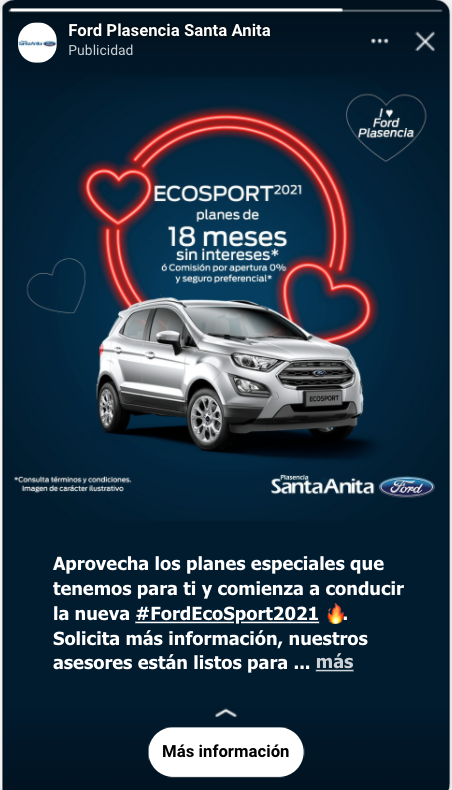 Ford Plasencia Santa Anita
Publicidad
I ♥
Ford
Plasencia
ECOSPORT 2021
planes de
18 meses
sin intereses*
ó Comisión por apertura 0%
y seguro preferencial*
ECOSPORT
*Consulta términos y condiciones.
Imagen de carácter ilustrativo
Plasencia
SantaAnita Ford
Aprovecha los planes especiales que
tenemos para ti y comienza a conducir
la nueva #FordEcoSport2021 🔥.
Solicita más información, nuestros
asesores están listos para ... más
Más información